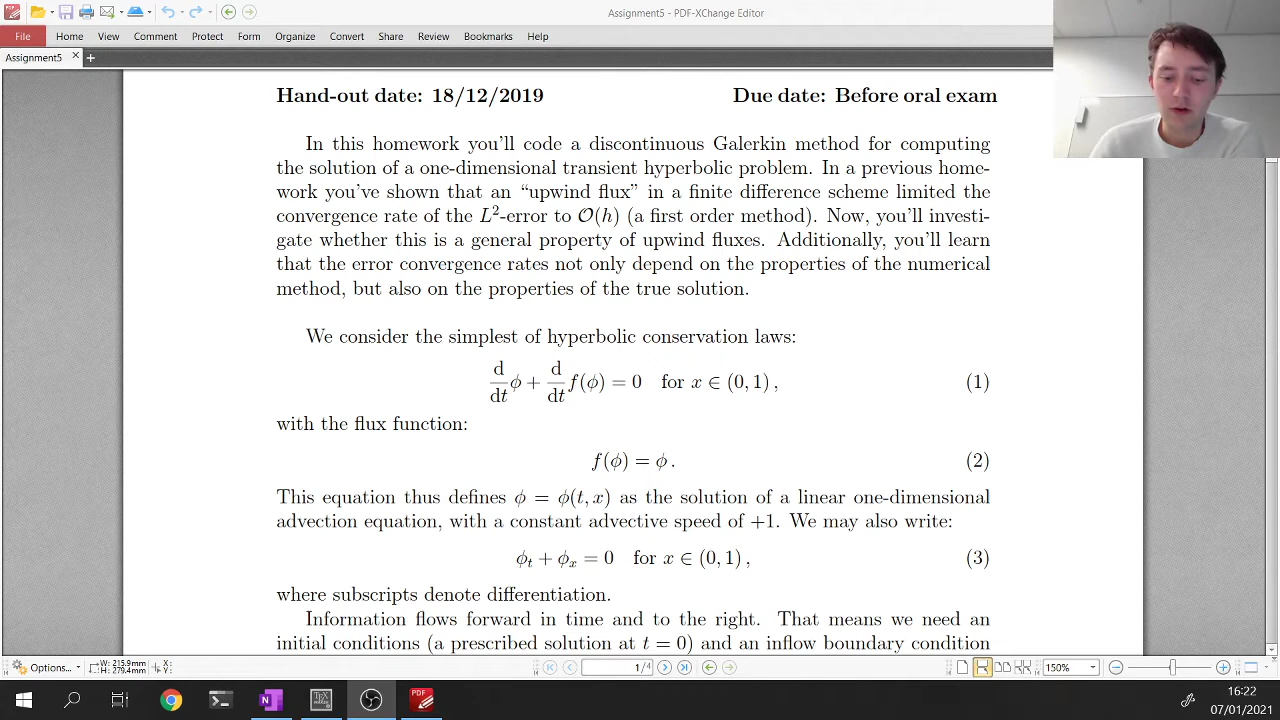 Assignment5 - PDF-XChange Editor
File Home View Comment Protect Form Organize Convert Share Review Bookmarks Help
Assignment5
Hand-out date: 18/12/2019 Due date: Before oral exam
In this homework you'll code a discontinuous Galerkin method for computing
the solution of a one-dimensional transient hyperbolic problem. In a previous home-
work you've shown that an “upwind flux” in a finite difference scheme limited the
convergence rate of the L²-error to O(h) (a first order method). Now, you'll investi-
gate whether this is a general property of upwind fluxes. Additionally, you'll learn
that the error convergence rates not only depend on the properties of the numerical
method, but also on the properties of the true solution.
We consider the simplest of hyperbolic conservation laws:
d/dt ϕ + d/dt f(ϕ) = 0 for x ∈ (0, 1) , (1)
with the flux function:
f(ϕ) = ϕ . (2)
This equation thus defines ϕ = ϕ(t, x) as the solution of a linear one-dimensional
advection equation, with a constant advective speed of +1. We may also write:
ϕₜ + ϕₓ = 0 for x ∈ (0, 1) , (3)
where subscripts denote differentiation.
Information flows forward in time and to the right. That means we need an
initial conditions (a prescribed solution at t = 0) and an inflow boundary condition
Options... W: 215.9mm H: 279.4mm X: Y: 1/4 150%
16:22
07/01/2021